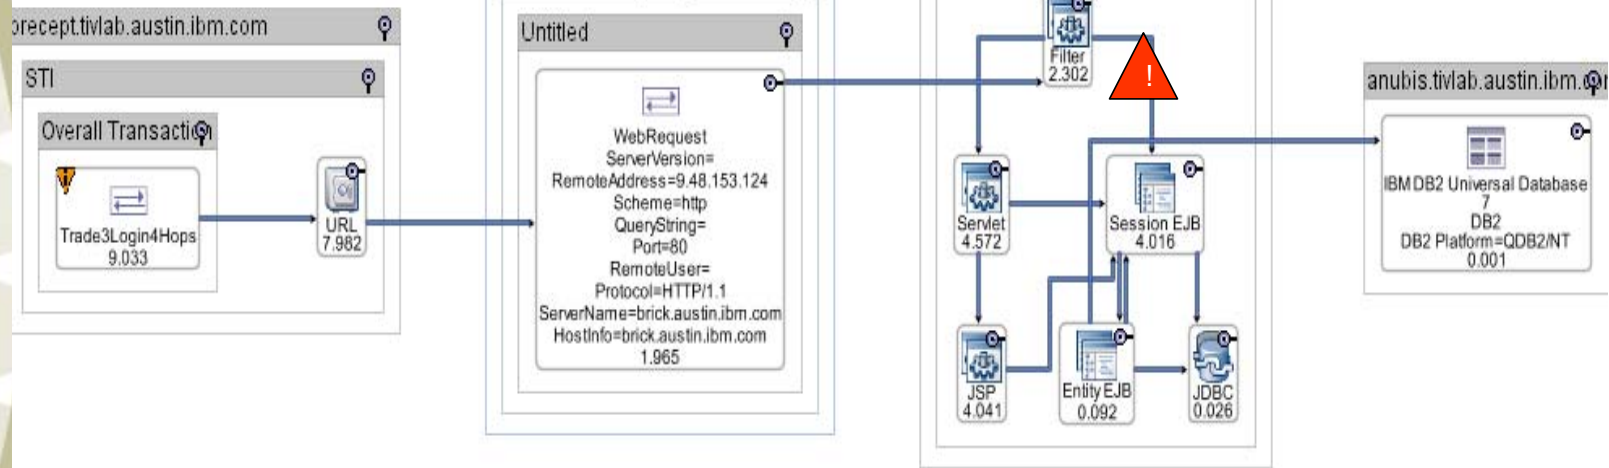 precept.tivlab.austin.ibm.com
STI
Overall Transaction
Trade3Login4Hops
9.033
URL
7.982
Untitled
WebRequest
ServerVersion=
RemoteAddress=9.48.153.124
Scheme=http
QueryString=
Port=80
RemoteUser=
Protocol=HTTP/1.1
ServerName=brick.austin.ibm.com
HostInfo=brick.austin.ibm.com
1.965
Filter
2.302
!
Servlet
4.572
Session EJB
4.016
JSP
4.041
Entity EJB
0.092
JDBC
0.026
anubis.tivlab.austin.ibm.com
IBM DB2 Universal Database
7
DB2
DB2 Platform=QDB2/NT
0.001